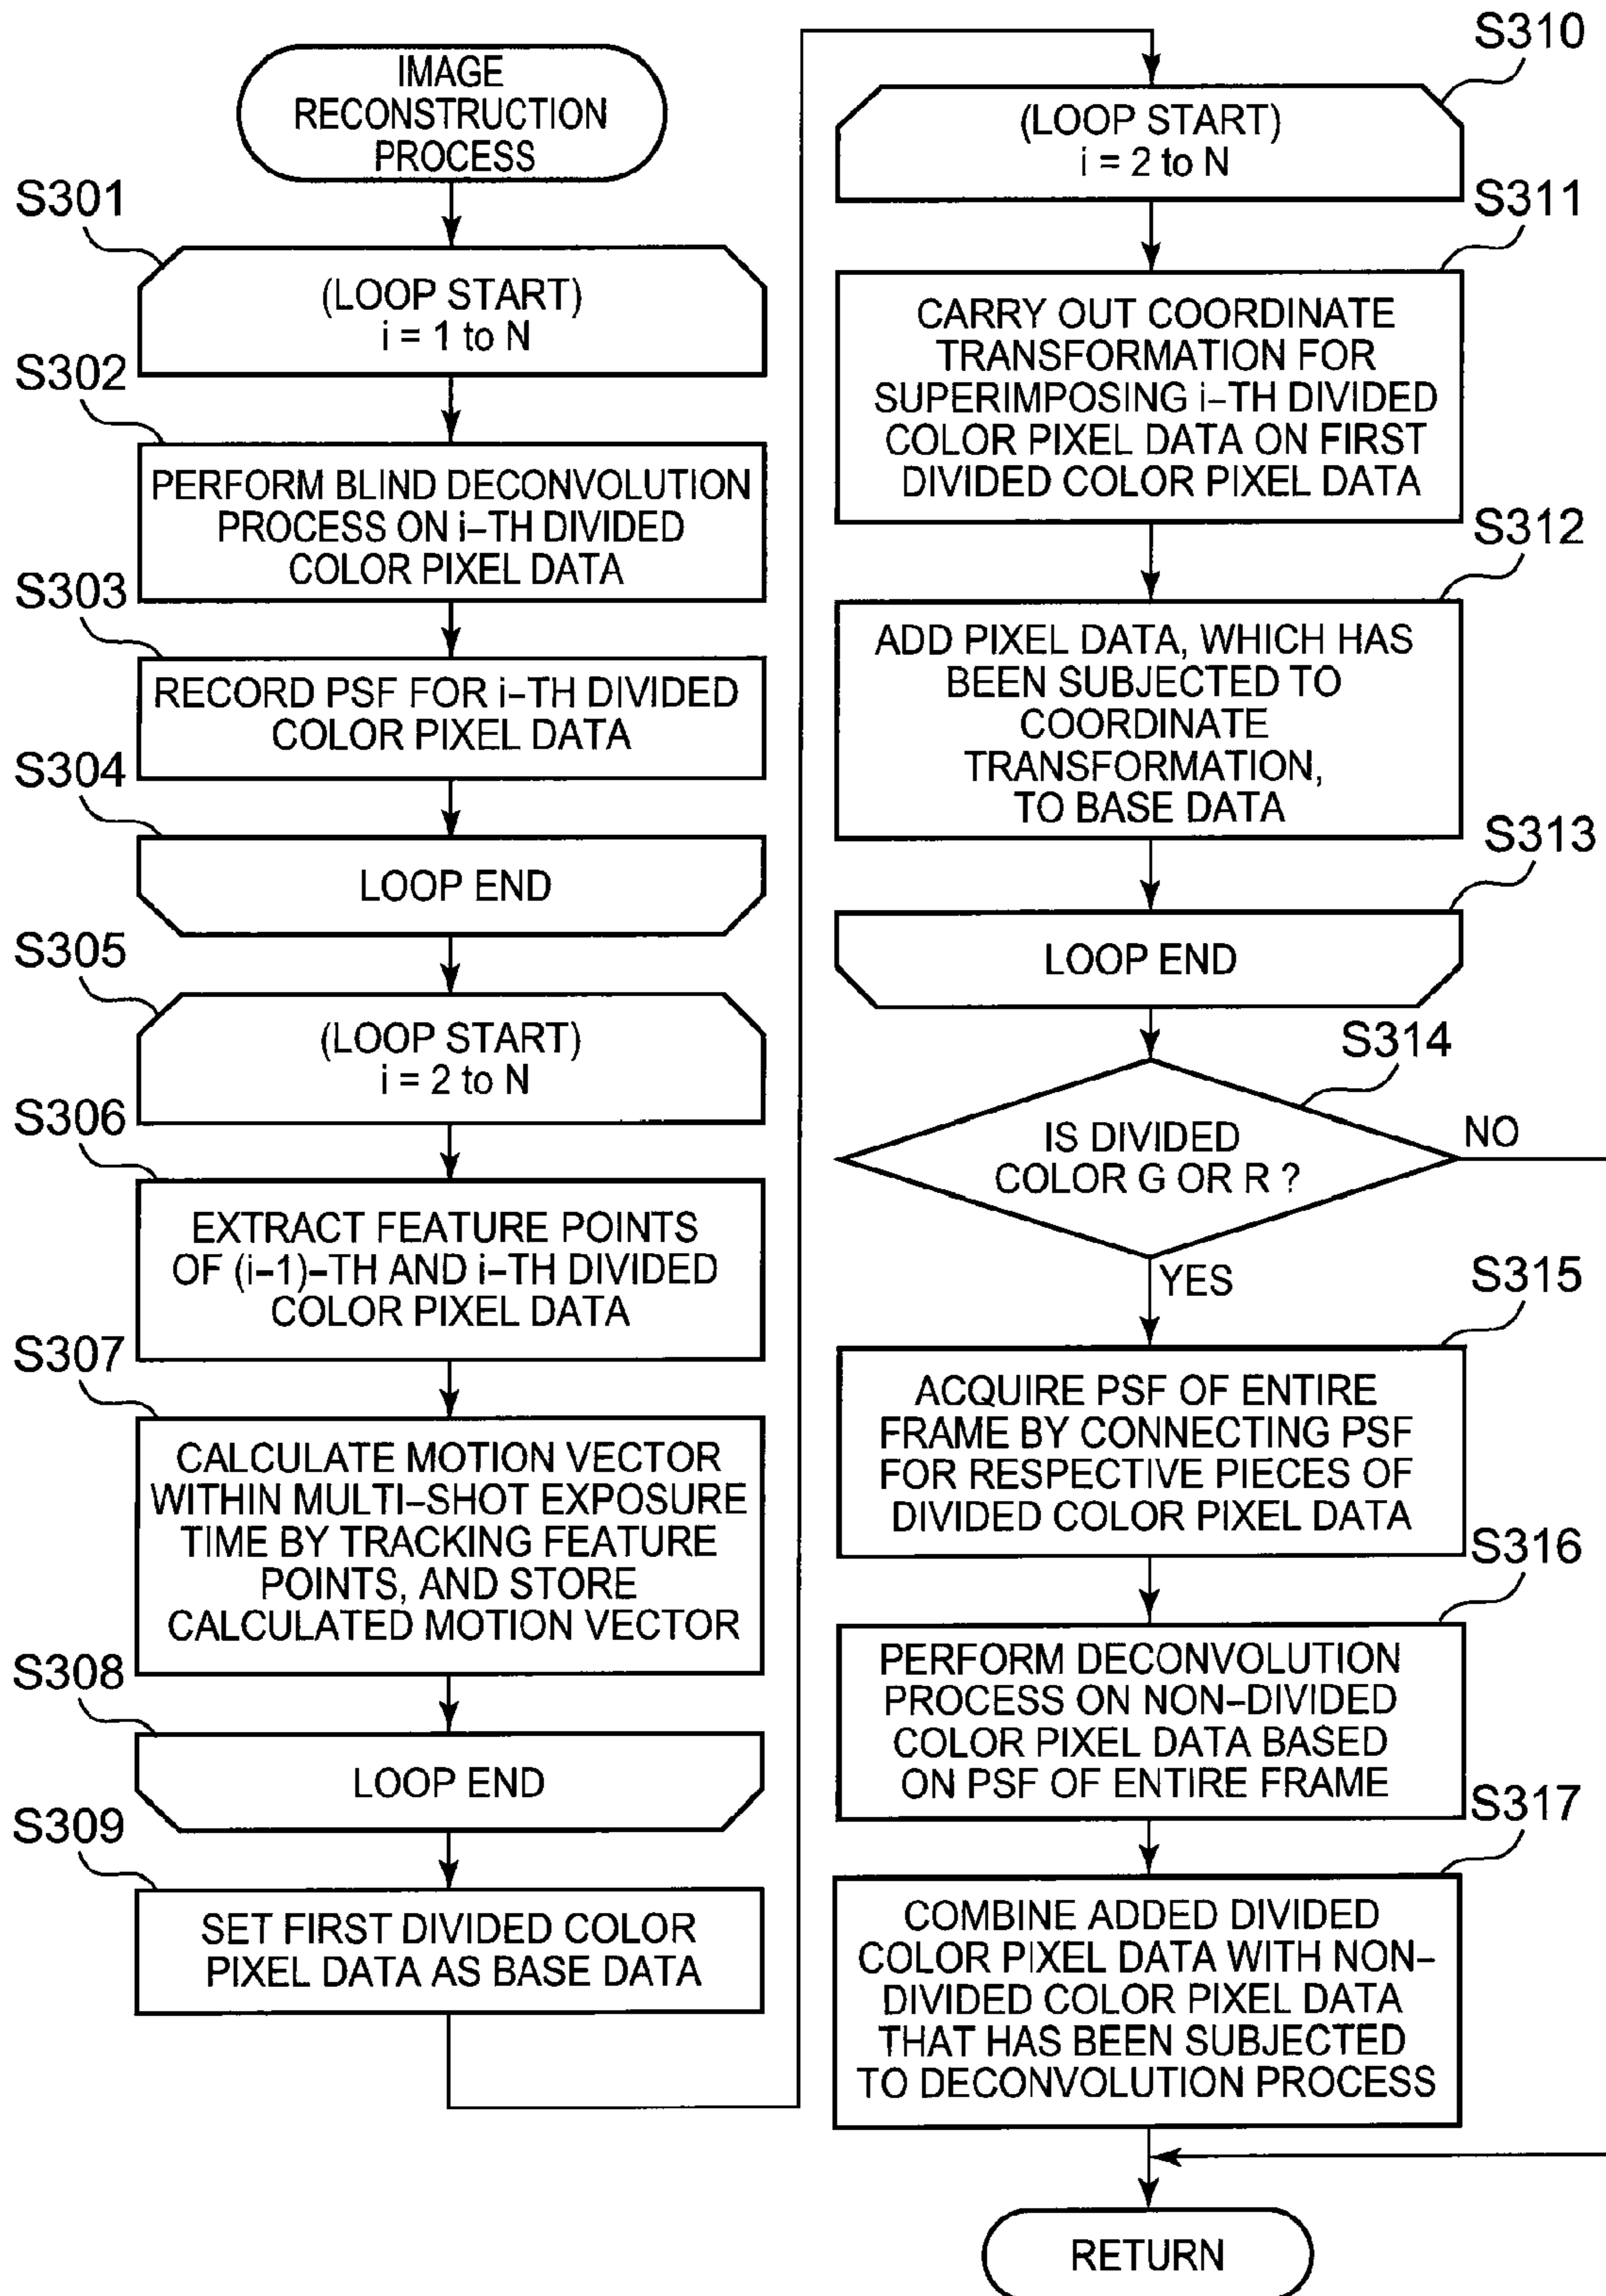 IMAGE
RECONSTRUCTION
PROCESS
S301
(LOOP START)
i = 1 to N
S302
PERFORM BLIND DECONVOLUTION
PROCESS ON i-TH DIVIDED
COLOR PIXEL DATA
S303
RECORD PSF FOR i-TH DIVIDED
COLOR PIXEL DATA
S304
LOOP END
S305
(LOOP START)
i = 2 to N
S306
EXTRACT FEATURE POINTS
OF (i-1)-TH AND i-TH DIVIDED
COLOR PIXEL DATA
S307
CALCULATE MOTION VECTOR
WITHIN MULTI-SHOT EXPOSURE
TIME BY TRACKING FEATURE
POINTS, AND STORE
CALCULATED MOTION VECTOR
S308
LOOP END
S309
SET FIRST DIVIDED COLOR
PIXEL DATA AS BASE DATA
S310
(LOOP START)
i = 2 to N
S311
CARRY OUT COORDINATE
TRANSFORMATION FOR
SUPERIMPOSING i-TH DIVIDED
COLOR PIXEL DATA ON FIRST
DIVIDED COLOR PIXEL DATA
S312
ADD PIXEL DATA, WHICH HAS
BEEN SUBJECTED TO
COORDINATE
TRANSFORMATION,
TO BASE DATA
S313
LOOP END
S314
IS DIVIDED
COLOR G OR R ?
NO
YES
S315
ACQUIRE PSF OF ENTIRE
FRAME BY CONNECTING PSF
FOR RESPECTIVE PIECES OF
DIVIDED COLOR PIXEL DATA
S316
PERFORM DECONVOLUTION
PROCESS ON NON-DIVIDED
COLOR PIXEL DATA BASED
ON PSF OF ENTIRE FRAME
S317
COMBINE ADDED DIVIDED
COLOR PIXEL DATA WITH NON-
DIVIDED COLOR PIXEL DATA
THAT HAS BEEN SUBJECTED
TO DECONVOLUTION PROCESS
RETURN